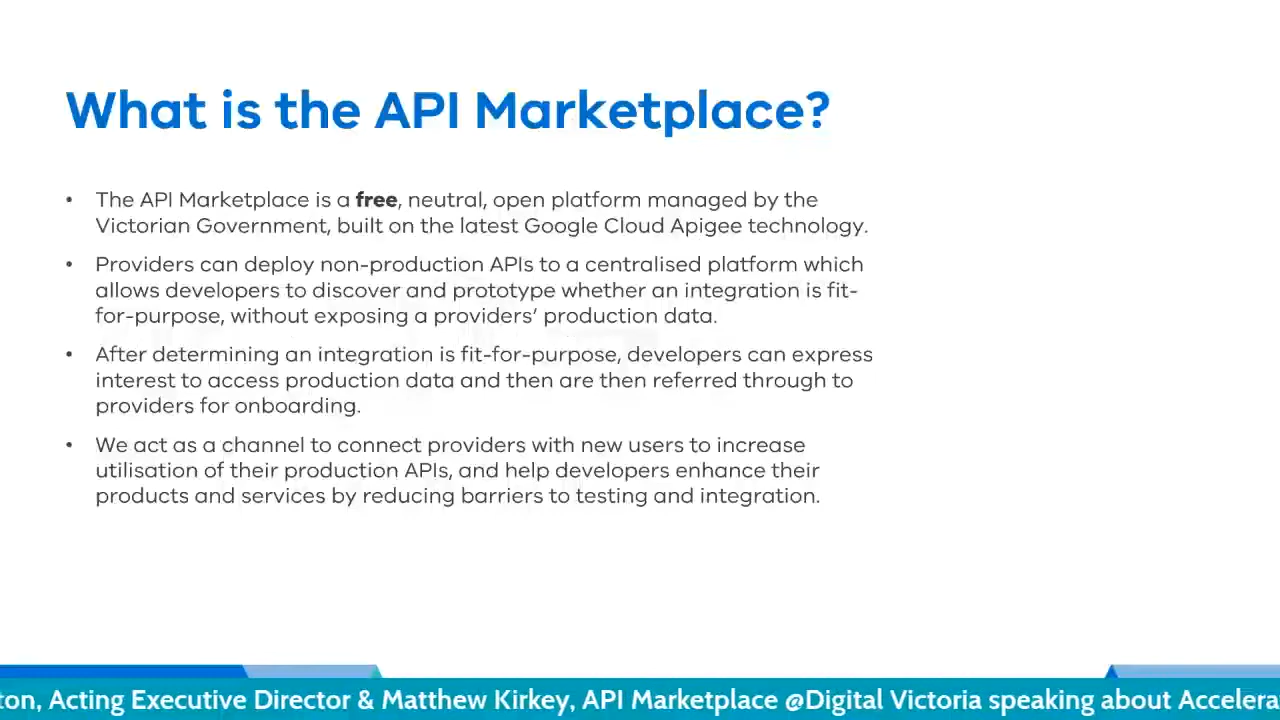 What is the API Marketplace?
• The API Marketplace is a free, neutral, open platform managed by the
Victorian Government, built on the latest Google Cloud Apigee technology.
• Providers can deploy non-production APIs to a centralised platform which
allows developers to discover and prototype whether an integration is fit-
for-purpose, without exposing a providers’ production data.
• After determining an integration is fit-for-purpose, developers can express
interest to access production data and then are then referred through to
providers for onboarding.
• We act as a channel to connect providers with new users to increase
utilisation of their production APIs, and help developers enhance their
products and services by reducing barriers to testing and integration.
ton, Acting Executive Director & Matthew Kirkey, API Marketplace @Digital Victoria speaking about Accelera